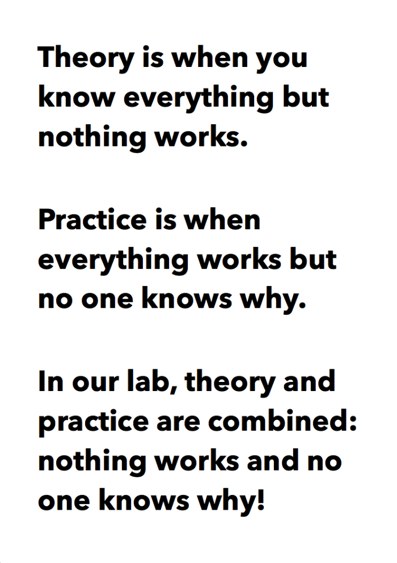 Theory is when you
know everything but
nothing works.
Practice is when
everything works but
no one knows why.
In our lab, theory and
practice are combined:
nothing works and no
one knows why!